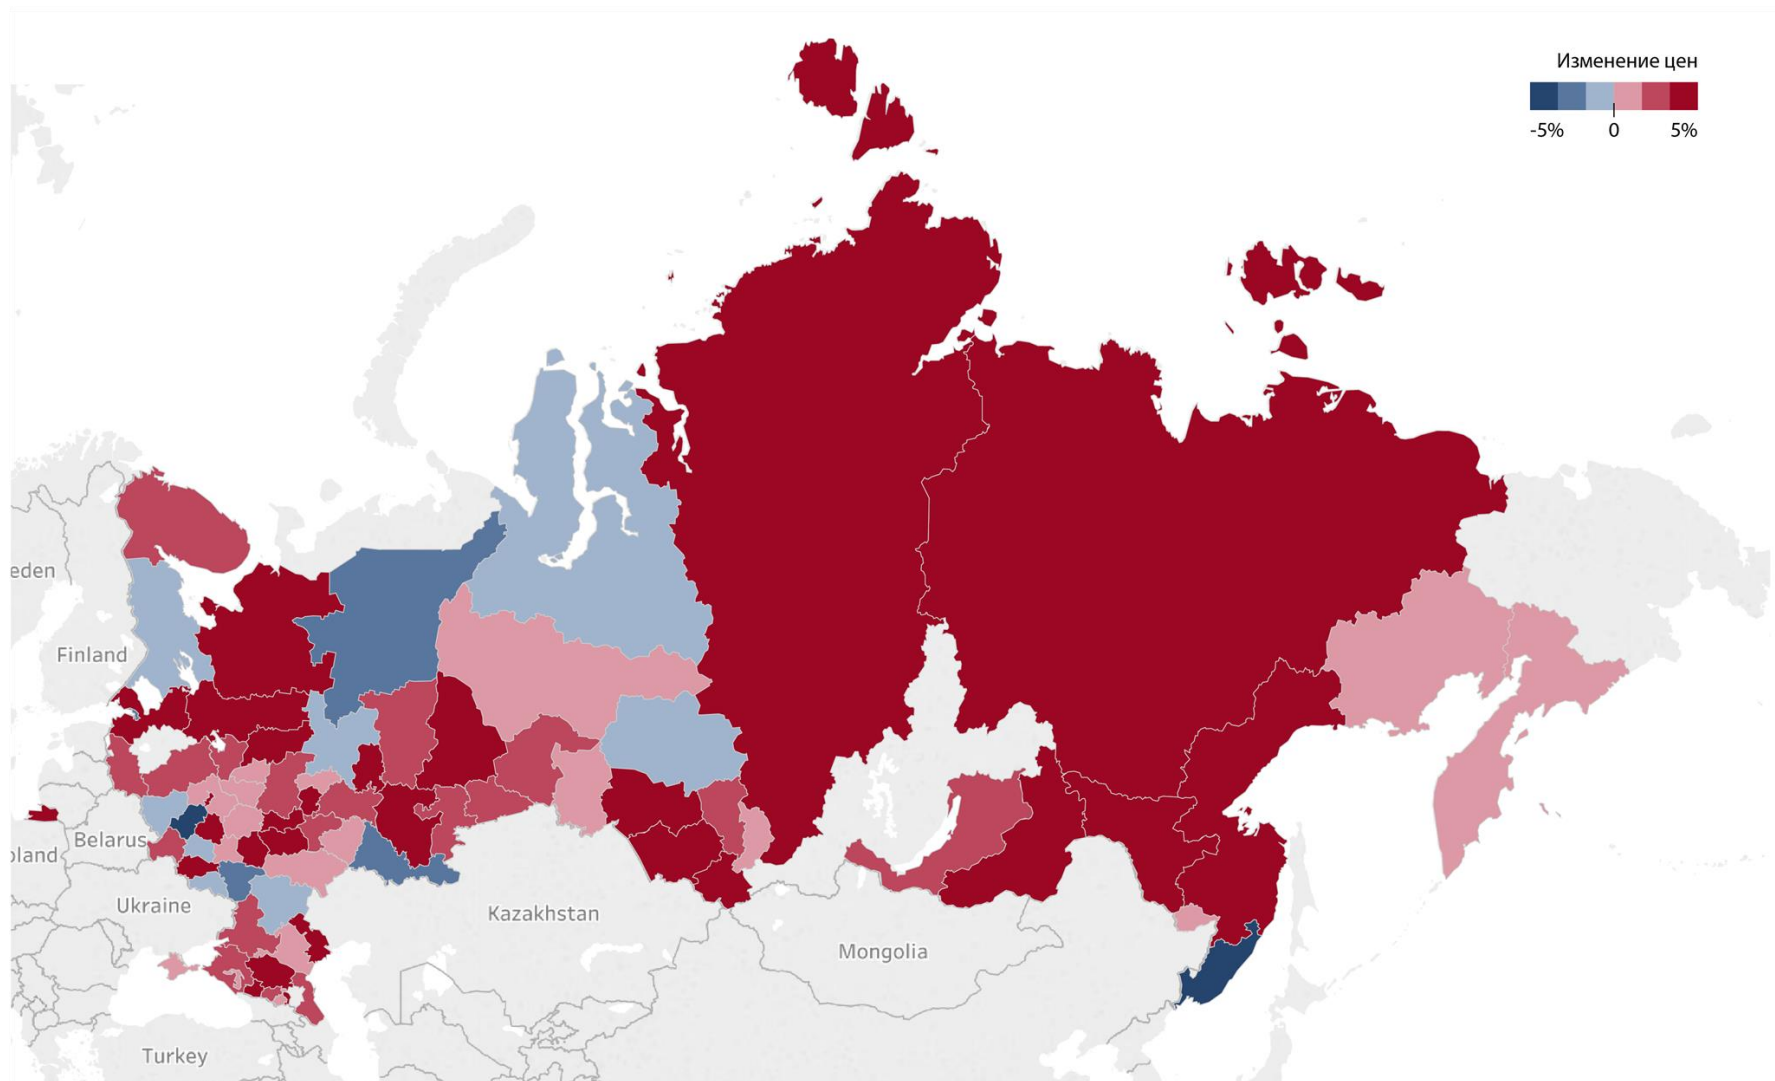 Изменение цен
-5% 0 5%
eden
Finland
Belarus
oland
Ukraine
Kazakhstan
Mongolia
Turkey